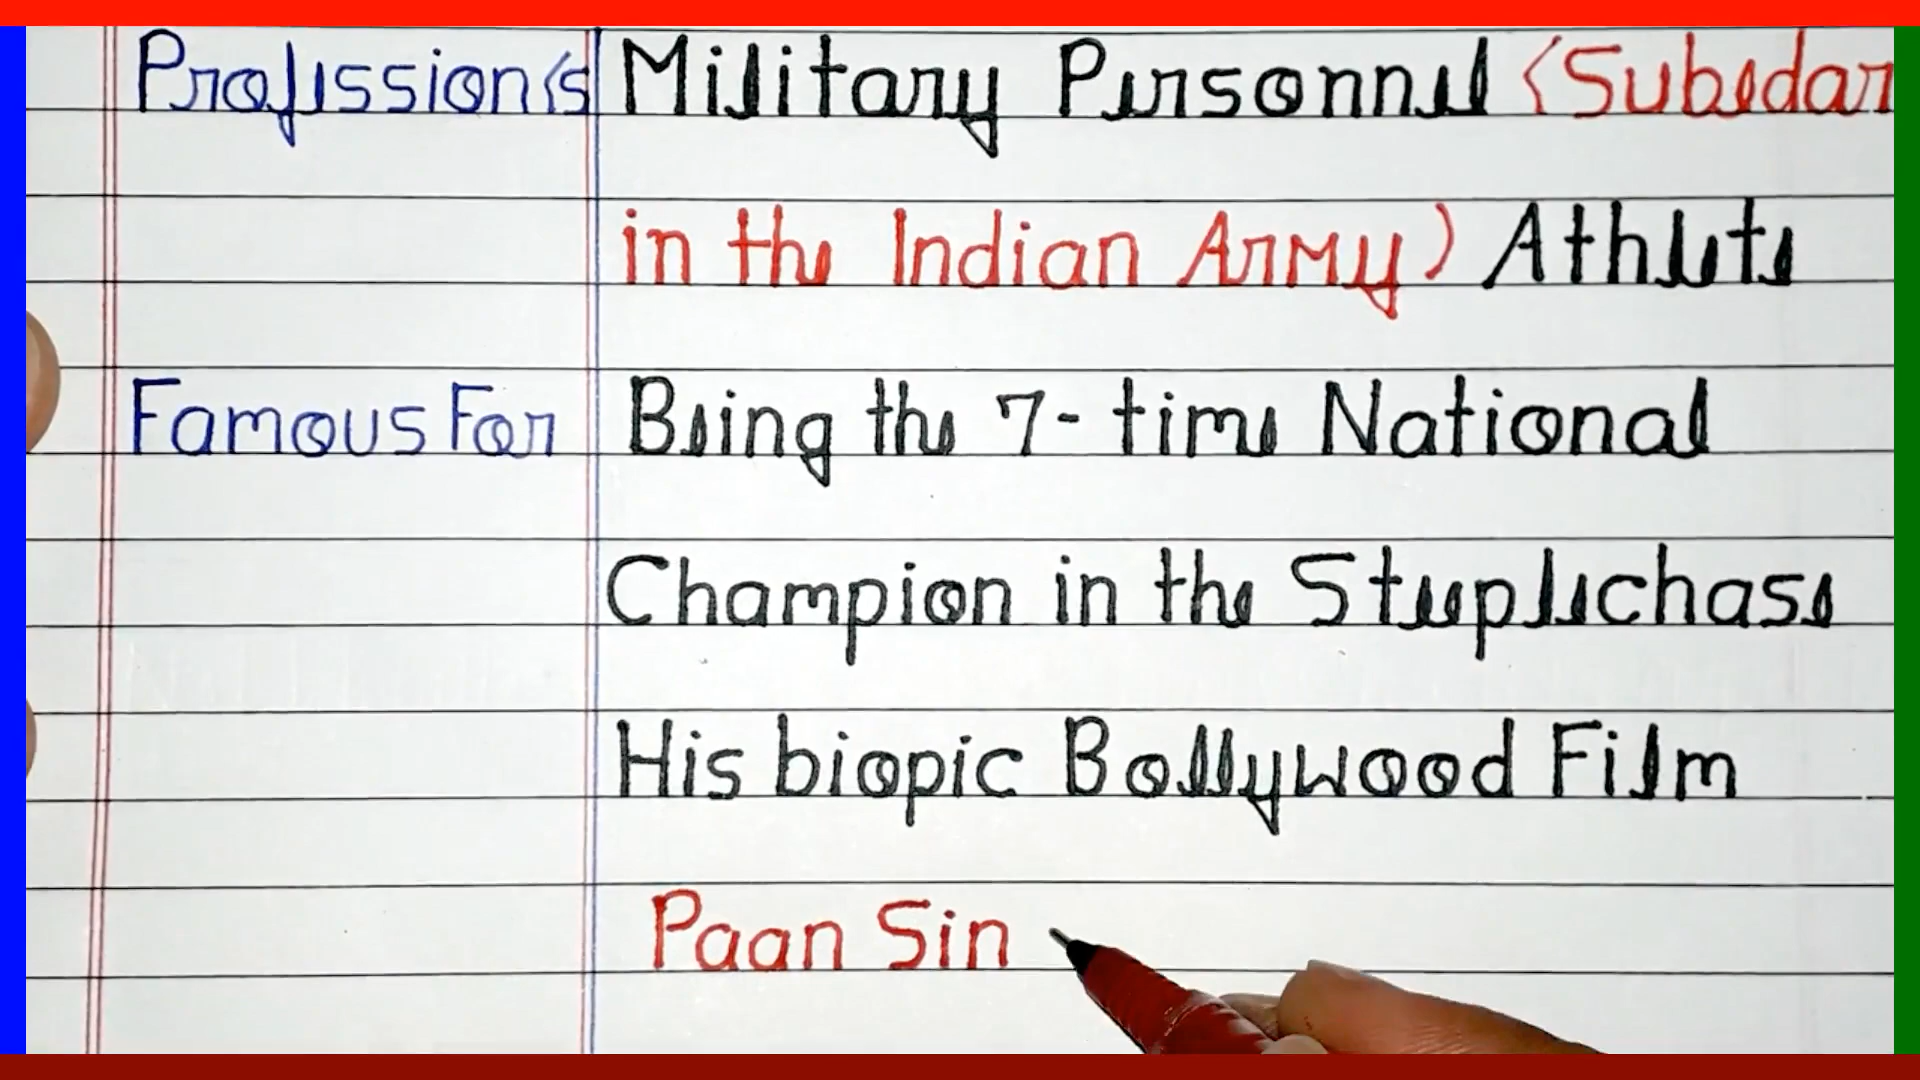 Profession(s Military Personnel (Subedar
in the Indian Army) Athlete
Famous For Being the 7-time National
Champion in the Steeplechase
His biopic Bollywood Film
Paan Sin